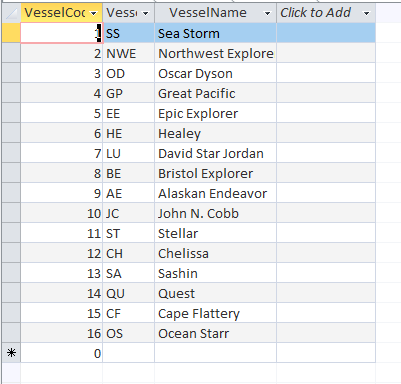 VesselCod Vesse VesselName Click to Add
1 SS Sea Storm
2 NWE Northwest Explore
3 OD Oscar Dyson
4 GP Great Pacific
5 EE Epic Explorer
6 HE Healey
7 LU David Star Jordan
8 BE Bristol Explorer
9 AE Alaskan Endeavor
10 JC John N. Cobb
11 ST Stellar
12 CH Chelissa
13 SA Sashin
14 QU Quest
15 CF Cape Flattery
16 OS Ocean Starr
* 0